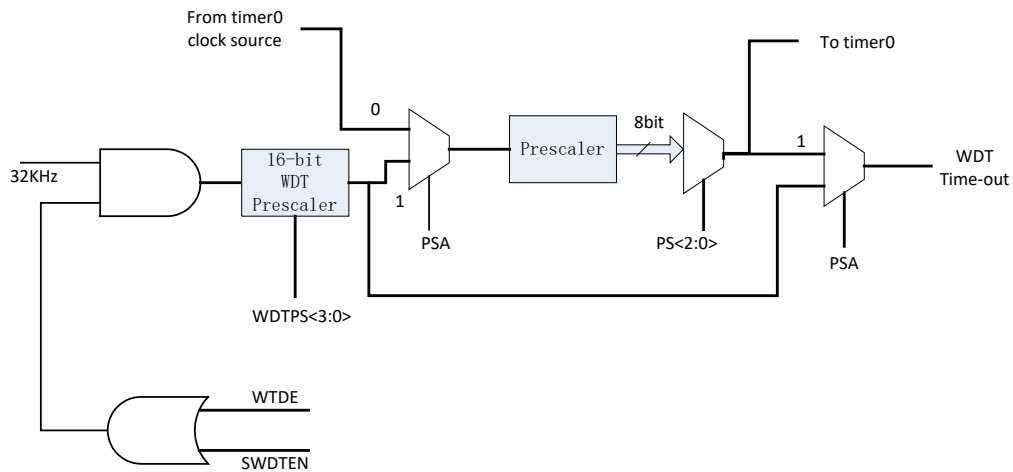 From timer0
clock source
To timer0
0
8bit
1
Prescaler
32KHz
16-bit
WDT
Prescaler
1
WDT
Time-out
PSA
PS<2:0>
PSA
WDTPS<3:0>
WTDE
SWDTEN